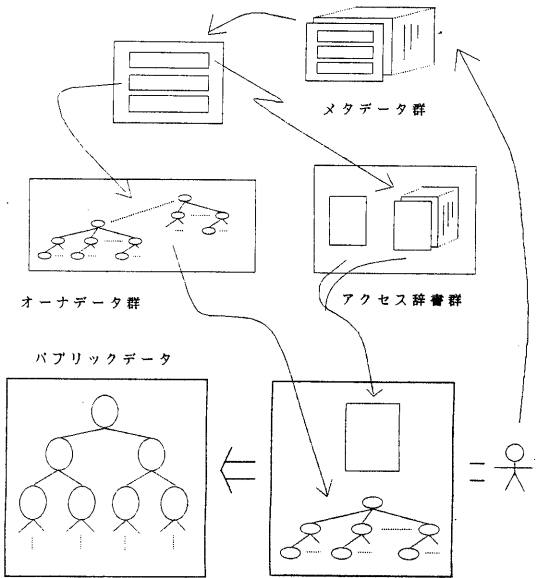 メタデータ群
オーナデータ群
アクセス辞書群
パブリックデータ